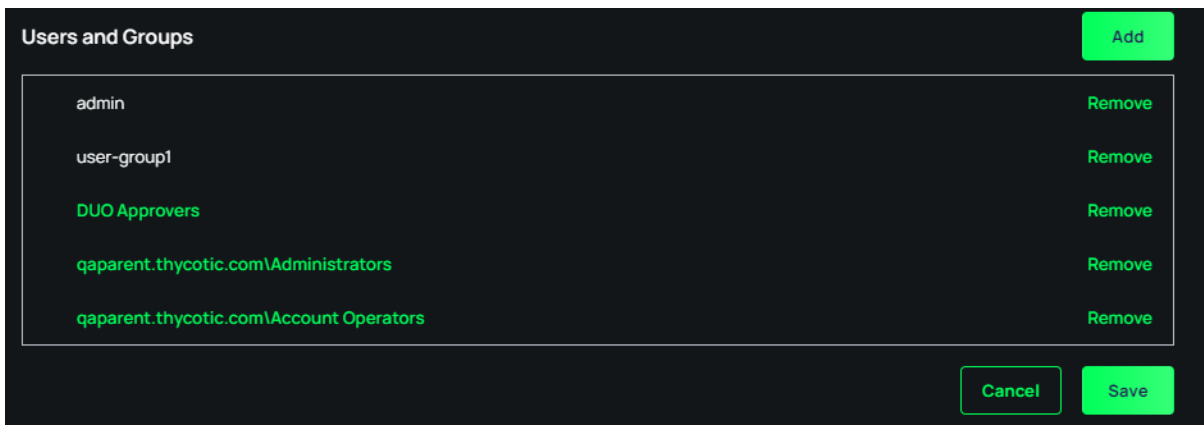 Users and Groups Add
admin Remove
user-group1 Remove
DUO Approvers Remove
qaparent.thycotic.com\Administrators Remove
qaparent.thycotic.com\Account Operators Remove
Cancel Save